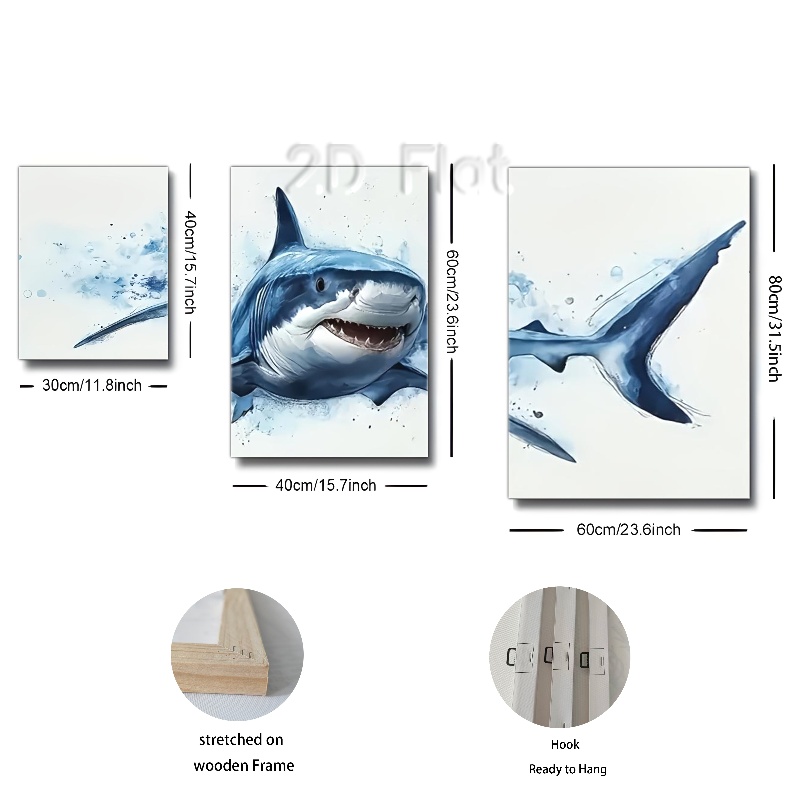 2D Flat
40cm/15.7inch
30cm/11.8inch
60cm/23.6inch
40cm/15.7inch
80cm/31.5inch
60cm/23.6inch
stretched on
wooden Frame
Hook
Ready to Hang